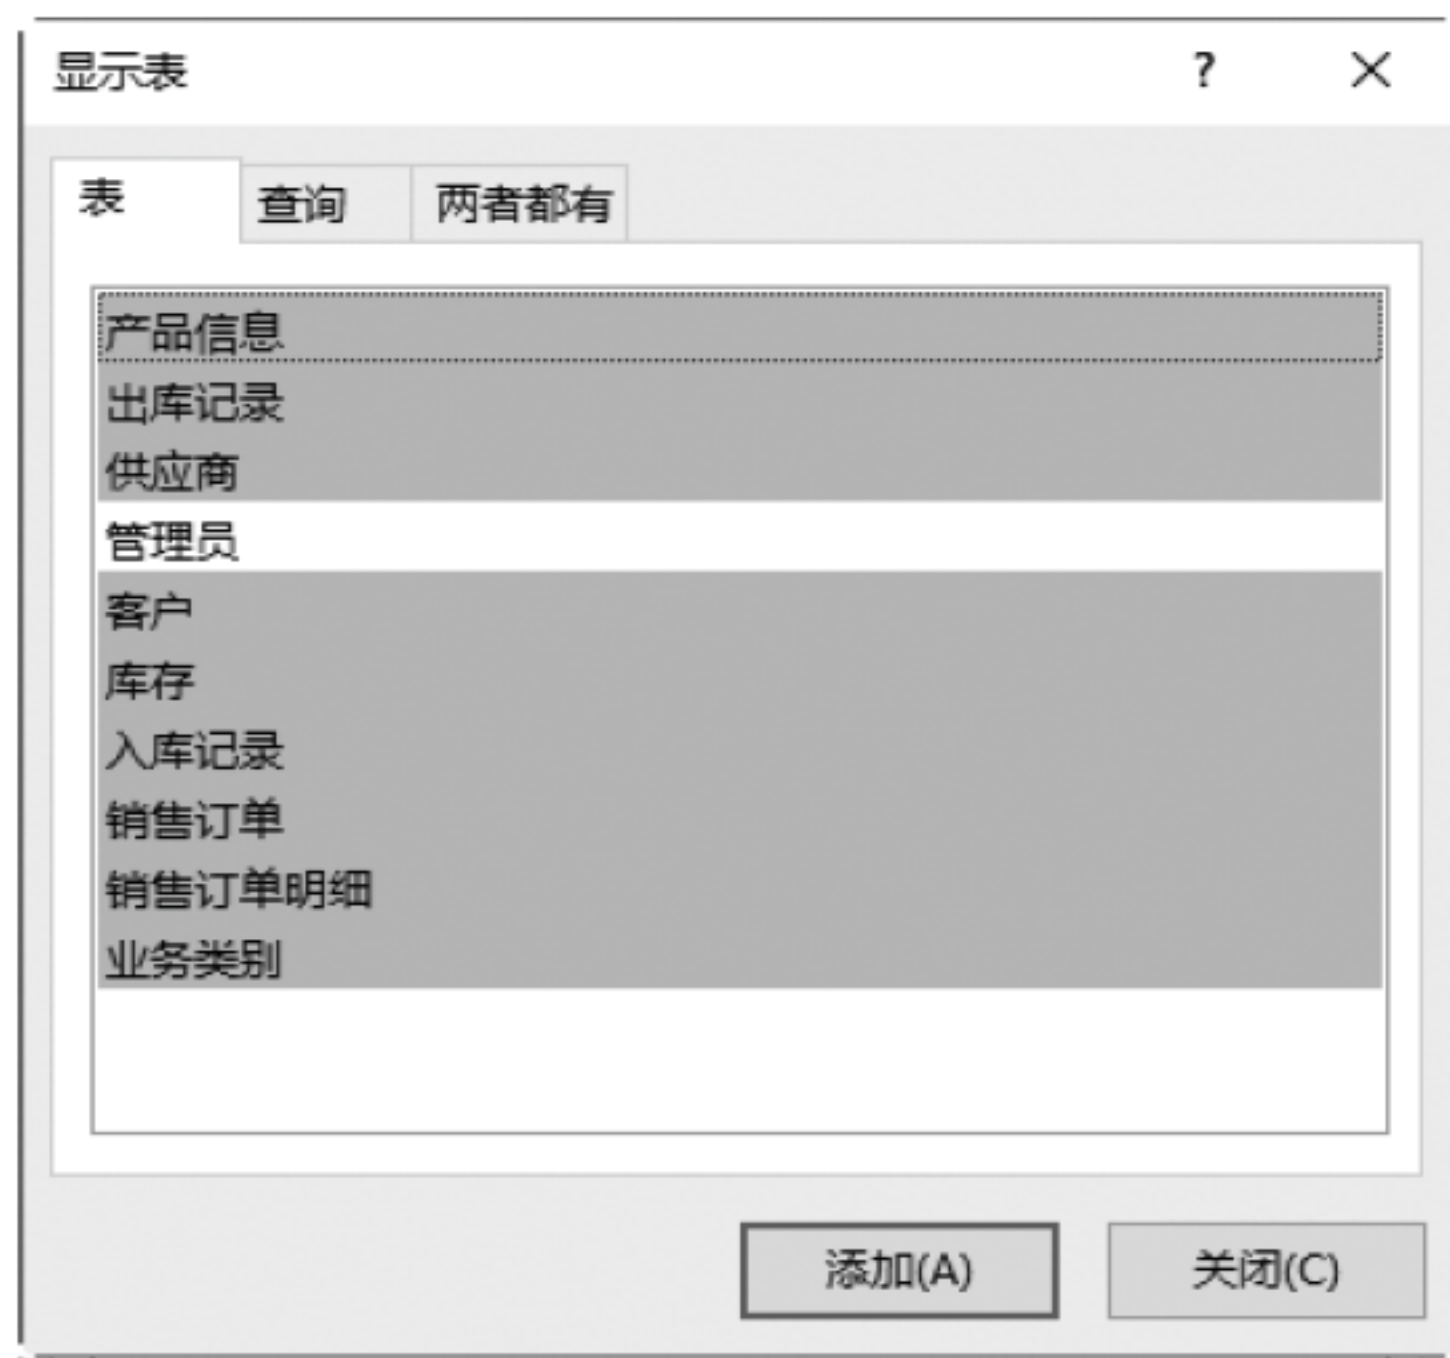 显示表
?
表 查询 两者都有
产品信息
出库记录
供应商
管理员
客户
库存
入库记录
销售订单
销售订单明细
业务类别
添加(A) 关闭(C)